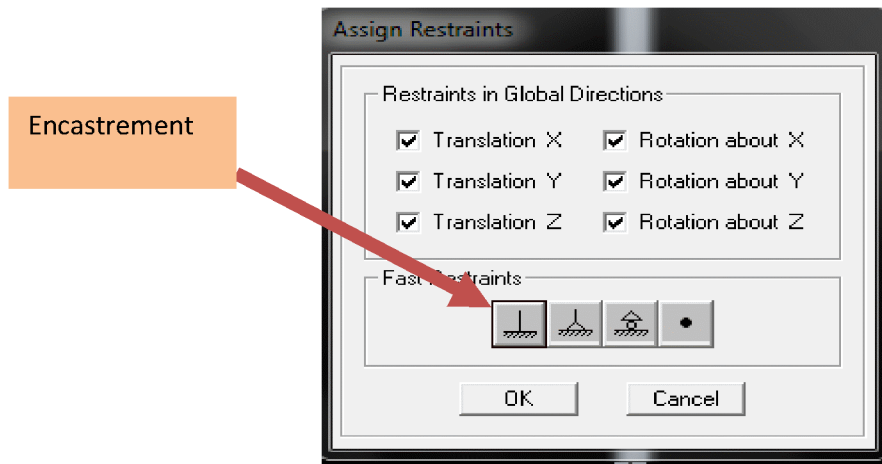 Assign Restraints
Encastrement
Restraints in Global Directions
Translation X Rotation about X
Translation Y Rotation about Y
Translation Z Rotation about Z
Fast Restraints
OK Cancel